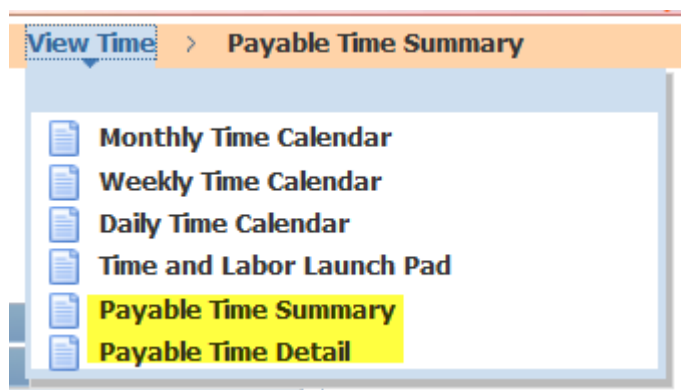 View Time > Payable Time Summary
Monthly Time Calendar
Weekly Time Calendar
Daily Time Calendar
Time and Labor Launch Pad
Payable Time Summary
Payable Time Detail